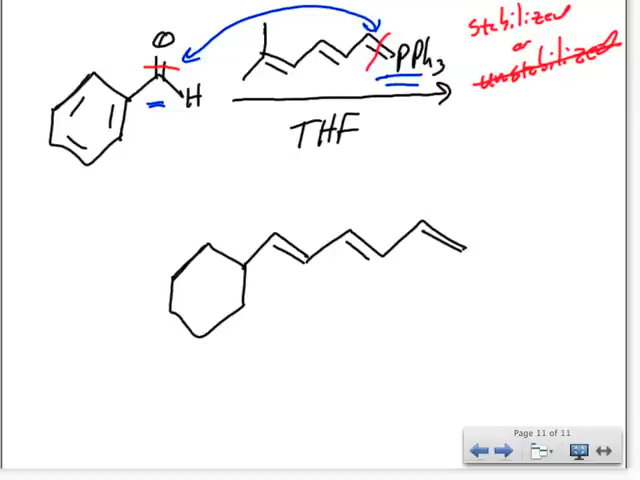 O
H
PPh3
THF
stabilized
or
unstabilized
Page 11 of 11